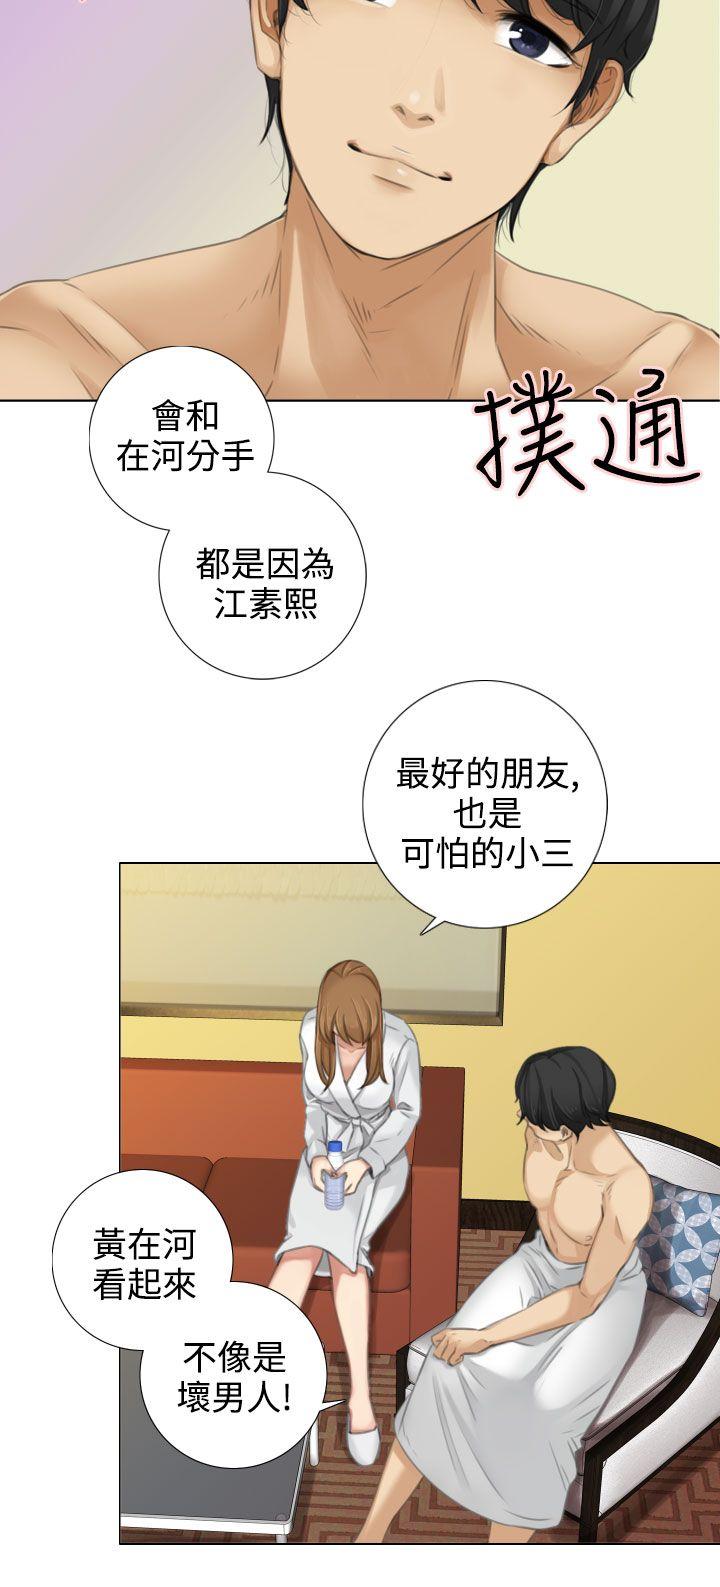 會和
在河分手
撲通
都是因為
江素熙
最好的朋友,
也是
可怕的小三
黃在河
看起來
不像是
壞男人!